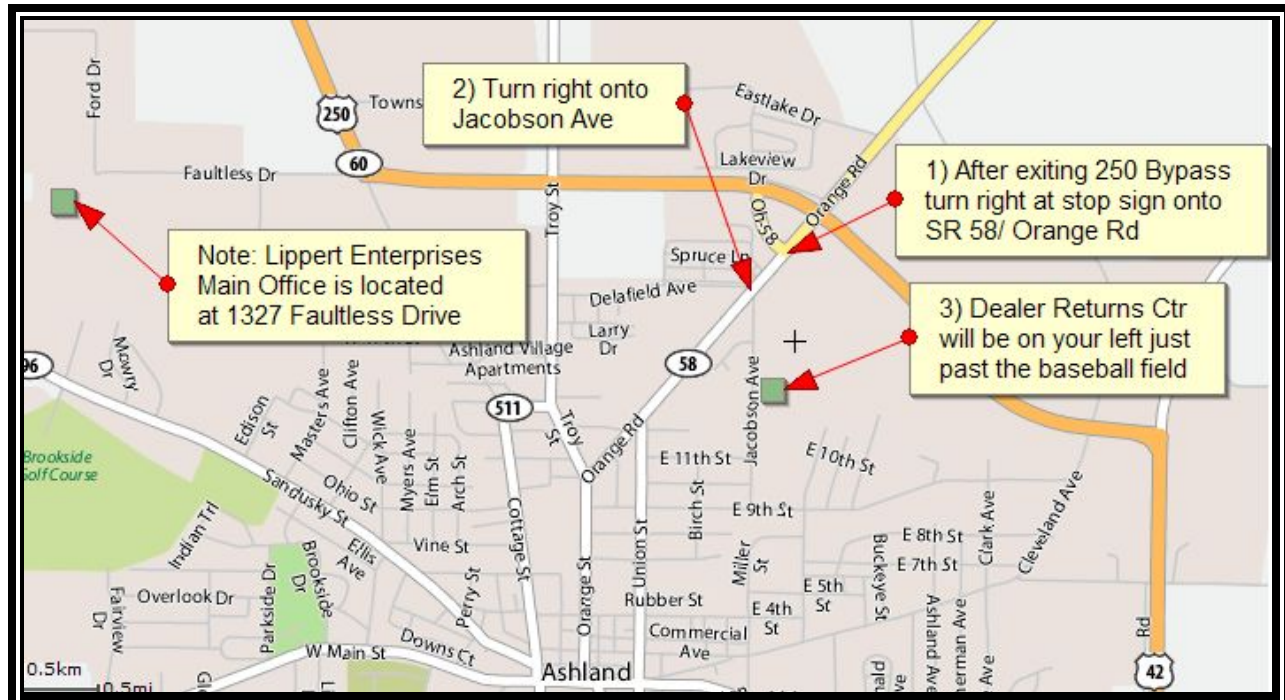 Ford Dr
250
Towns
2) Turn right onto
Jacobson Ave
Eastlake Dr
60
Faultless Dr
Troy St
Lakeview
Dr
Orange Rd
Oh-58
1) After exiting 250 Bypass
turn right at stop sign onto
SR 58/ Orange Rd
Note: Lippert Enterprises
Main Office is located
at 1327 Faultless Drive
Spruce Ln
Delafield Ave
Larry
Dr
3) Dealer Returns Ctr
will be on your left just
past the baseball field
Mowry
Dr
96
Ashland Village
Apartments
58
Jacobson Ave
511
Troy
St
Orange Rd
Edison
St
Masters Ave
Clifton Ave
Wick Ave
Myers Ave
Elm St
Arch St
E 11th St
E 10th St
Brookside
Golf Course
Sandusky St
Ohio St
Cottage St
Birch St
E 9th St
Clark Ave
Cleveland Ave
Indian Trl
Ellis
Ave
Vine St
Orange St
Union St
Miller
St
Buckeye St
E 8th St
E 7th St
Fairview
Dr
Overlook Dr
Parkside Dr
Brookside
Dr
Perry St
Rubber St
E 5th
St
E 4th
St
Ashland Ave
Downs Ct
Commercial
Ave
W Main St
Rd
0.5km
0.5mi
Ashland
42